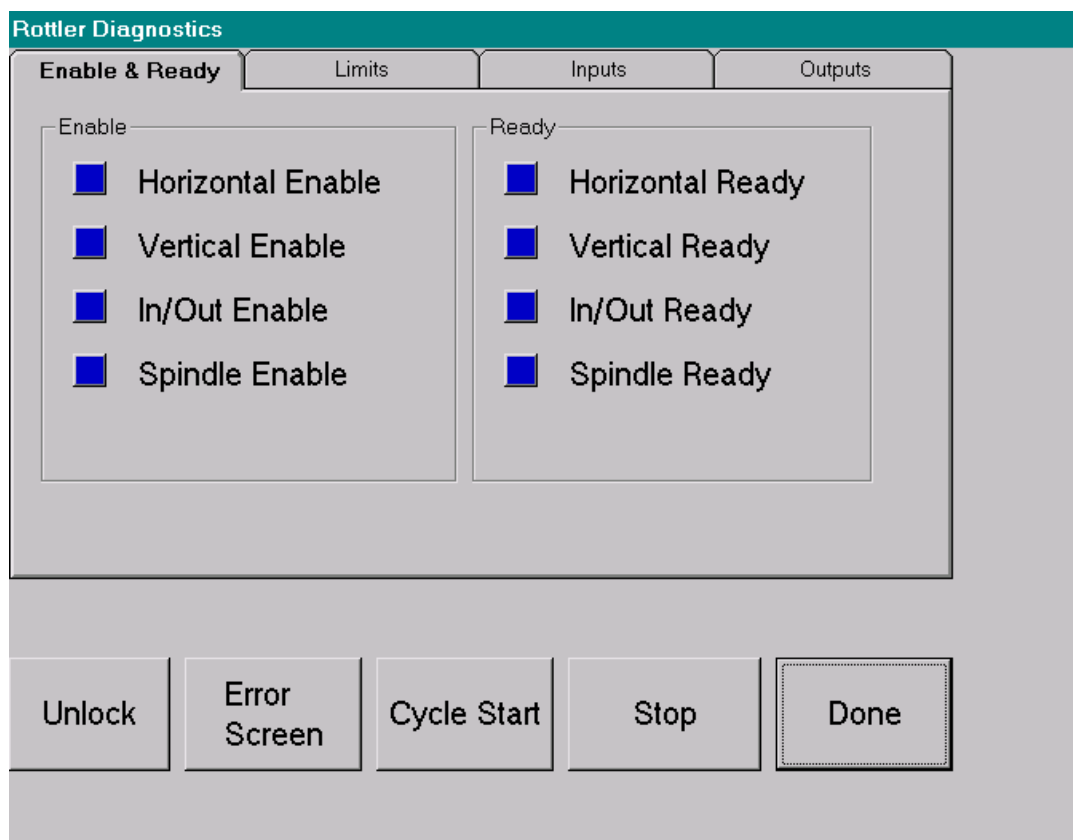 Rottler Diagnostics
Enable & Ready
Limits
Inputs
Outputs
Enable
Horizontal Enable
Vertical Enable
In/Out Enable
Spindle Enable
Ready
Horizontal Ready
Vertical Ready
In/Out Ready
Spindle Ready
Unlock
Error
Screen
Cycle Start
Stop
Done